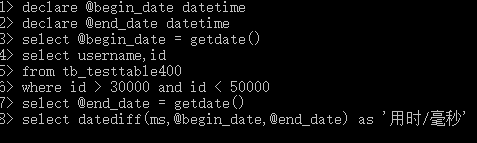 1> declare @begin_date datetime
2> declare @end_date datetime
3> select @begin_date = getdate()
4> select username,id
5> from tb_testtable400
6> where id > 30000 and id < 50000
7> select @end_date = getdate()
8> select datediff(ms,@begin_date,@end_date) as '用时/毫秒'